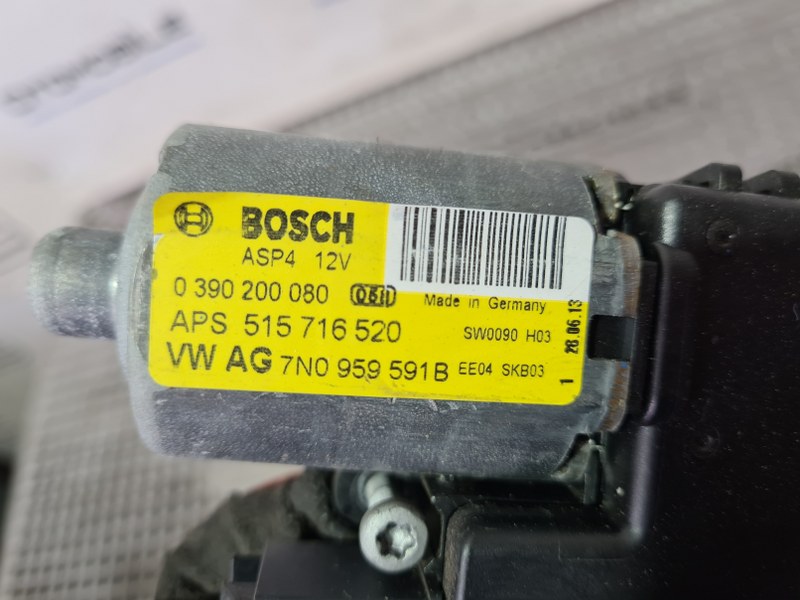 BOSCH
ASP4 12V
0 390 200 080
Made in Germany
APS 515 716 520
SW0090 H03
VW AG 7N0 959 591B
EE04 SKB03
1 28.06.13